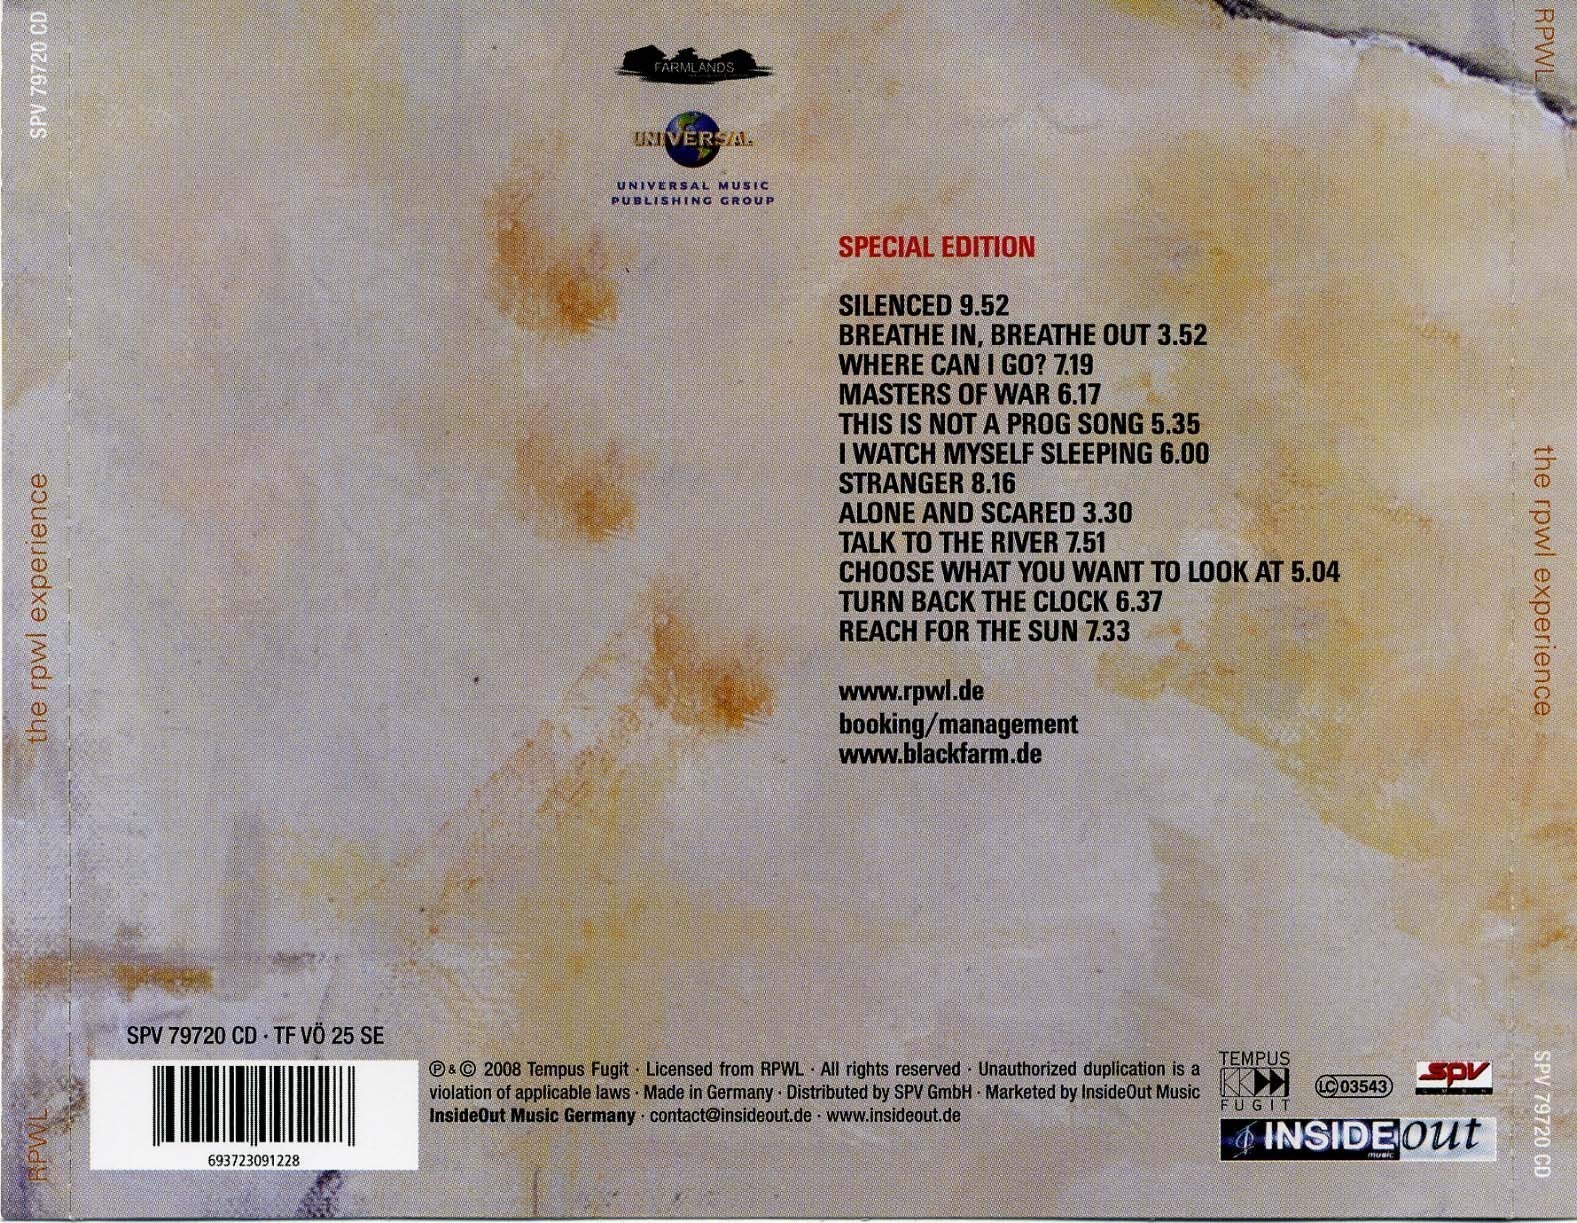 SPV 79720 CD
the rpwl experience
RPWL
FARMLANDS
UNIVERSAL
UNIVERSAL MUSIC
PUBLISHING GROUP
SPECIAL EDITION
SILENCED 9.52
BREATHE IN, BREATHE OUT 3.52
WHERE CAN I GO? 7.19
MASTERS OF WAR 6.17
THIS IS NOT A PROG SONG 5.35
I WATCH MYSELF SLEEPING 6.00
STRANGER 8.16
ALONE AND SCARED 3.30
TALK TO THE RIVER 7.51
CHOOSE WHAT YOU WANT TO LOOK AT 5.04
TURN BACK THE CLOCK 6.37
REACH FOR THE SUN 7.33
www.rpwl.de
booking/management
www.blackfarm.de
SPV 79720 CD · TF VÖ 25 SE
693723091228
℗ & © 2008 Tempus Fugit · Licensed from RPWL · All rights reserved · Unauthorized duplication is a
violation of applicable laws · Made in Germany · Distributed by SPV GmbH · Marketed by InsideOut Music
InsideOut Music Germany · contact@insideout.de · www.insideout.de
TEMPUS
FUGIT
LC 03543
SPV
INSIDE out
music
RPWL
the rpwl experience
SPV 79720 CD